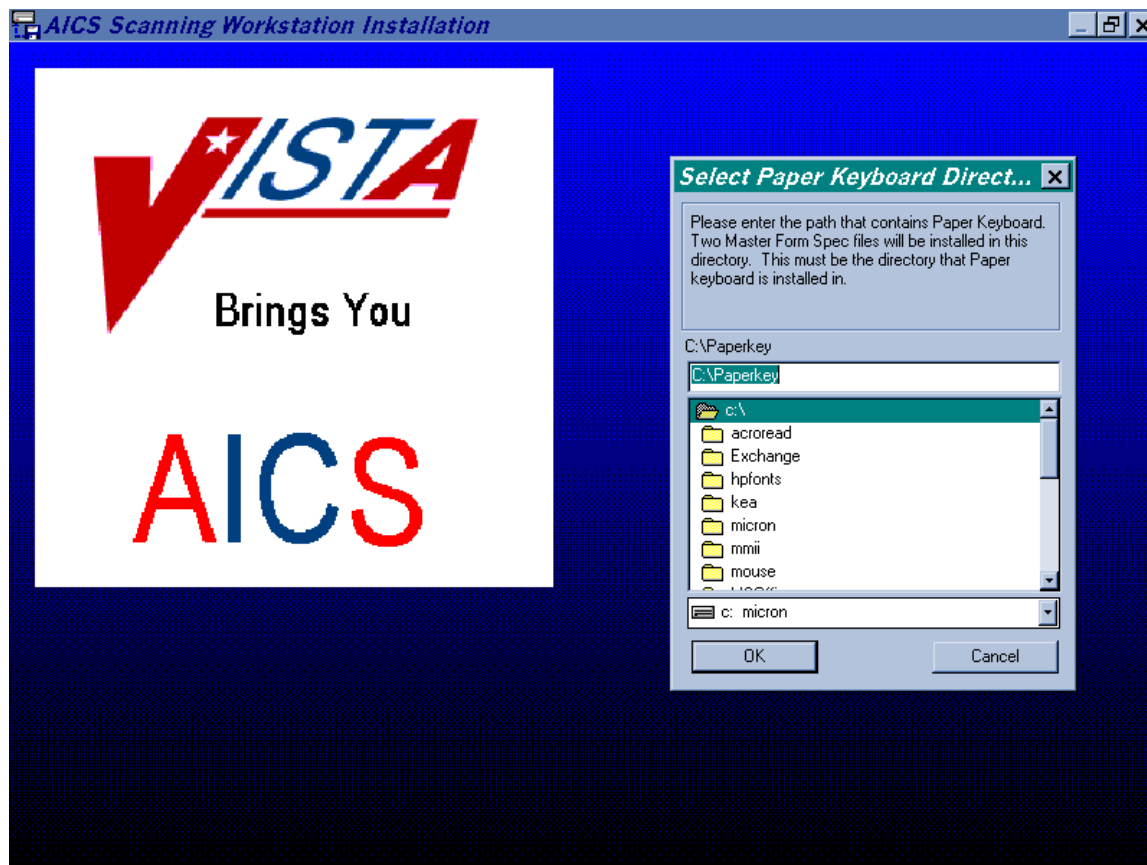 AICS Scanning Workstation Installation
VISTA
Brings You
AICS
Select Paper Keyboard Direct...
Please enter the path that contains Paper Keyboard.
Two Master Form Spec files will be installed in this
directory. This must be the directory that Paper
keyboard is installed in.
C:\Paperkey
C:\Paperkey
c:\
acroread
Exchange
hpfonts
kea
micron
mmii
mouse
c: micron
OK
Cancel